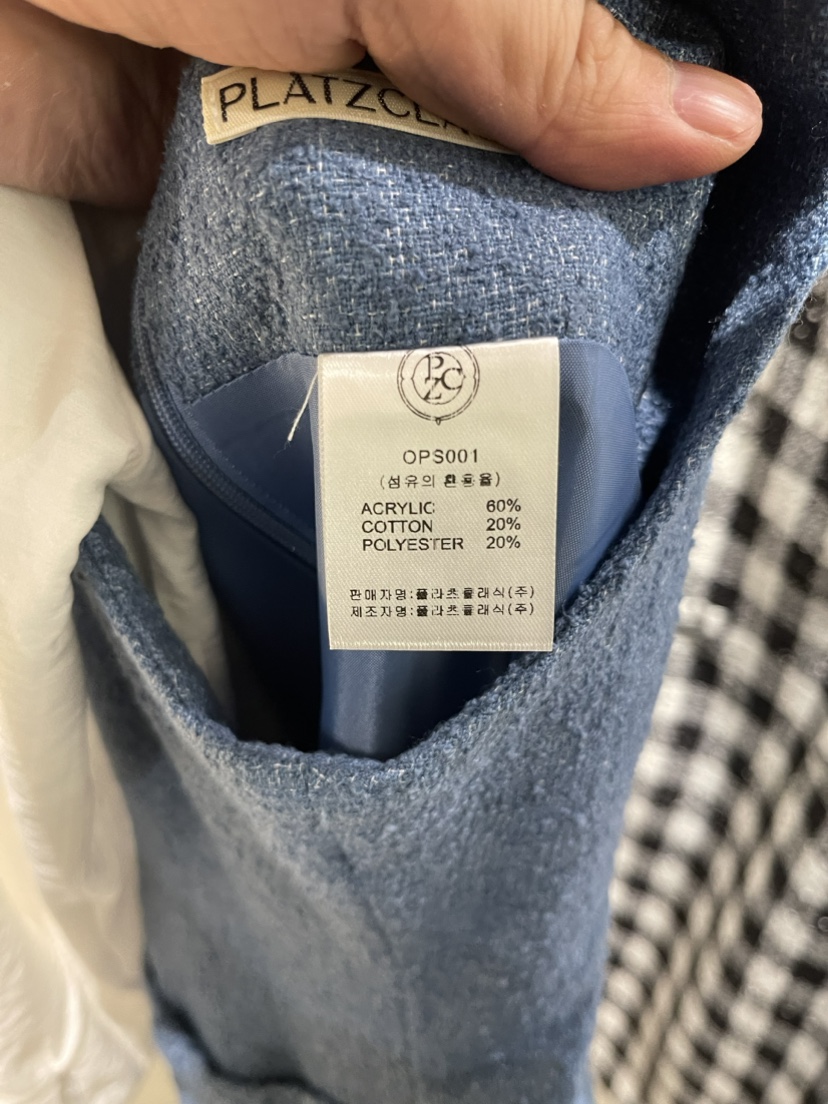 PLATZCLA
PZC
OPS001
(섬유의 혼용율)
ACRYLIC 60%
COTTON 20%
POLYESTER 20%
판매자명:플라츠클래식(주)
제조자명:플라츠클래식(주)